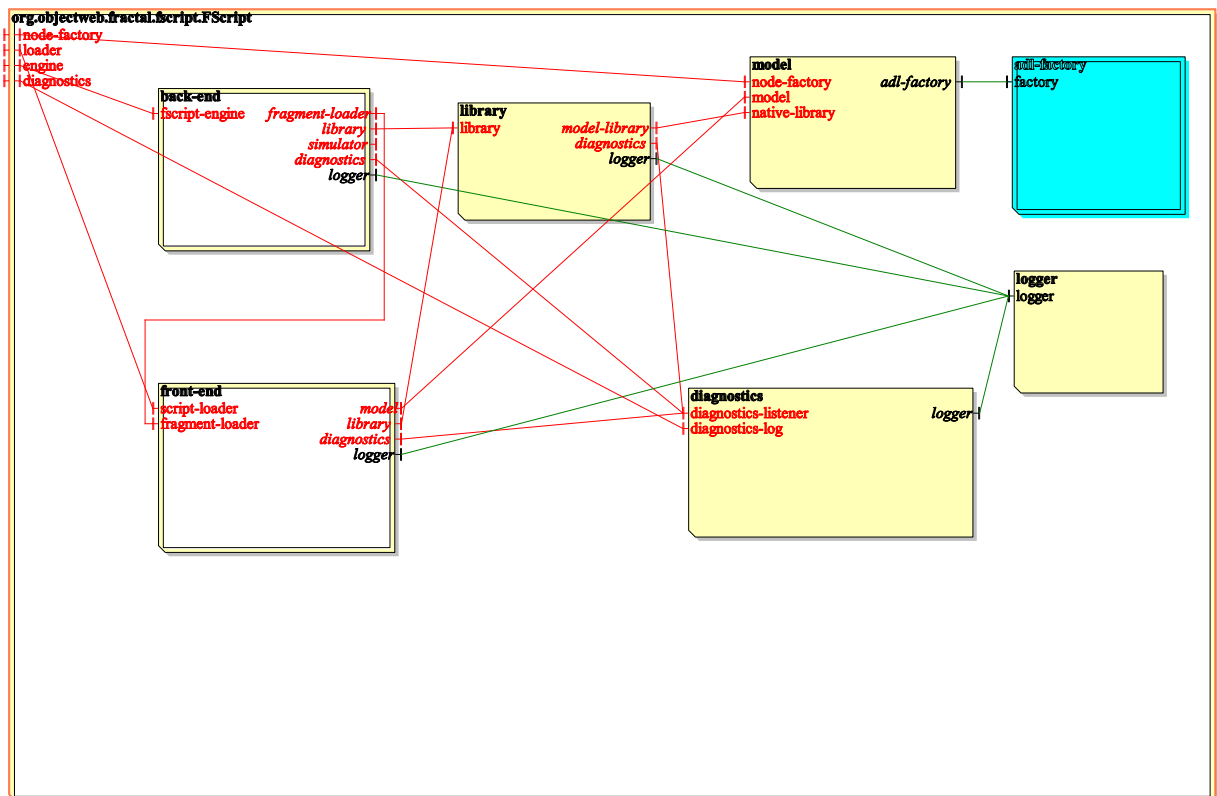 org.objectweb.fractal.fscript.FScript
node-factory
loader
engine
diagnostics
back-end
fscript-engine
fragment-loader
library
simulator
diagnostics
logger
library
library
model-library
diagnostics
logger
model
node-factory
model
native-library
adl-factory
adl-factory
factory
logger
logger
front-end
script-loader
fragment-loader
model
library
diagnostics
logger
diagnostics
diagnostics-listener
diagnostics-log
logger